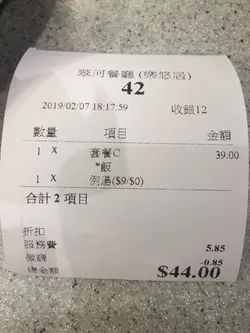 駿河餐廳 (樂悠居)
42
2019/02/07 18:17:59 收銀12
數量 項目 金額
1 X 套餐C 39.00
*飯
1 X 例湯($9/$0)
合計 2 項目
折扣
服務費 5.85
微調 -0.85
總金額 $44.00